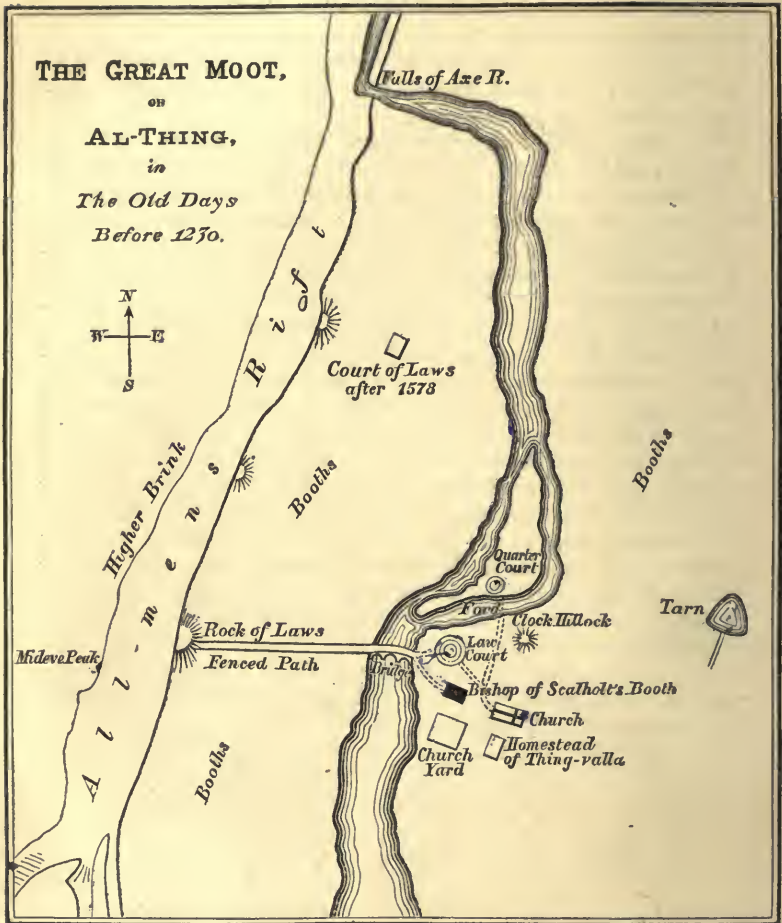 THE GREAT MOOT,
OR
AL-THING,
in
The Old Days
Before 1230.
Falls of Axe R.
N
W E
S
All-mens Rift
Higher Brink
Court of Laws
after 1573
Booths
Booths
Quarter
Court
Ford
Clock Hillock
Tarn
Rock of Laws
Fenced Path
Mideve Peak
Law
Court
Bridge
Bishop of Scalholt's Booth
Church
Church
Yard
Homestead
of Thing-valla
Booths